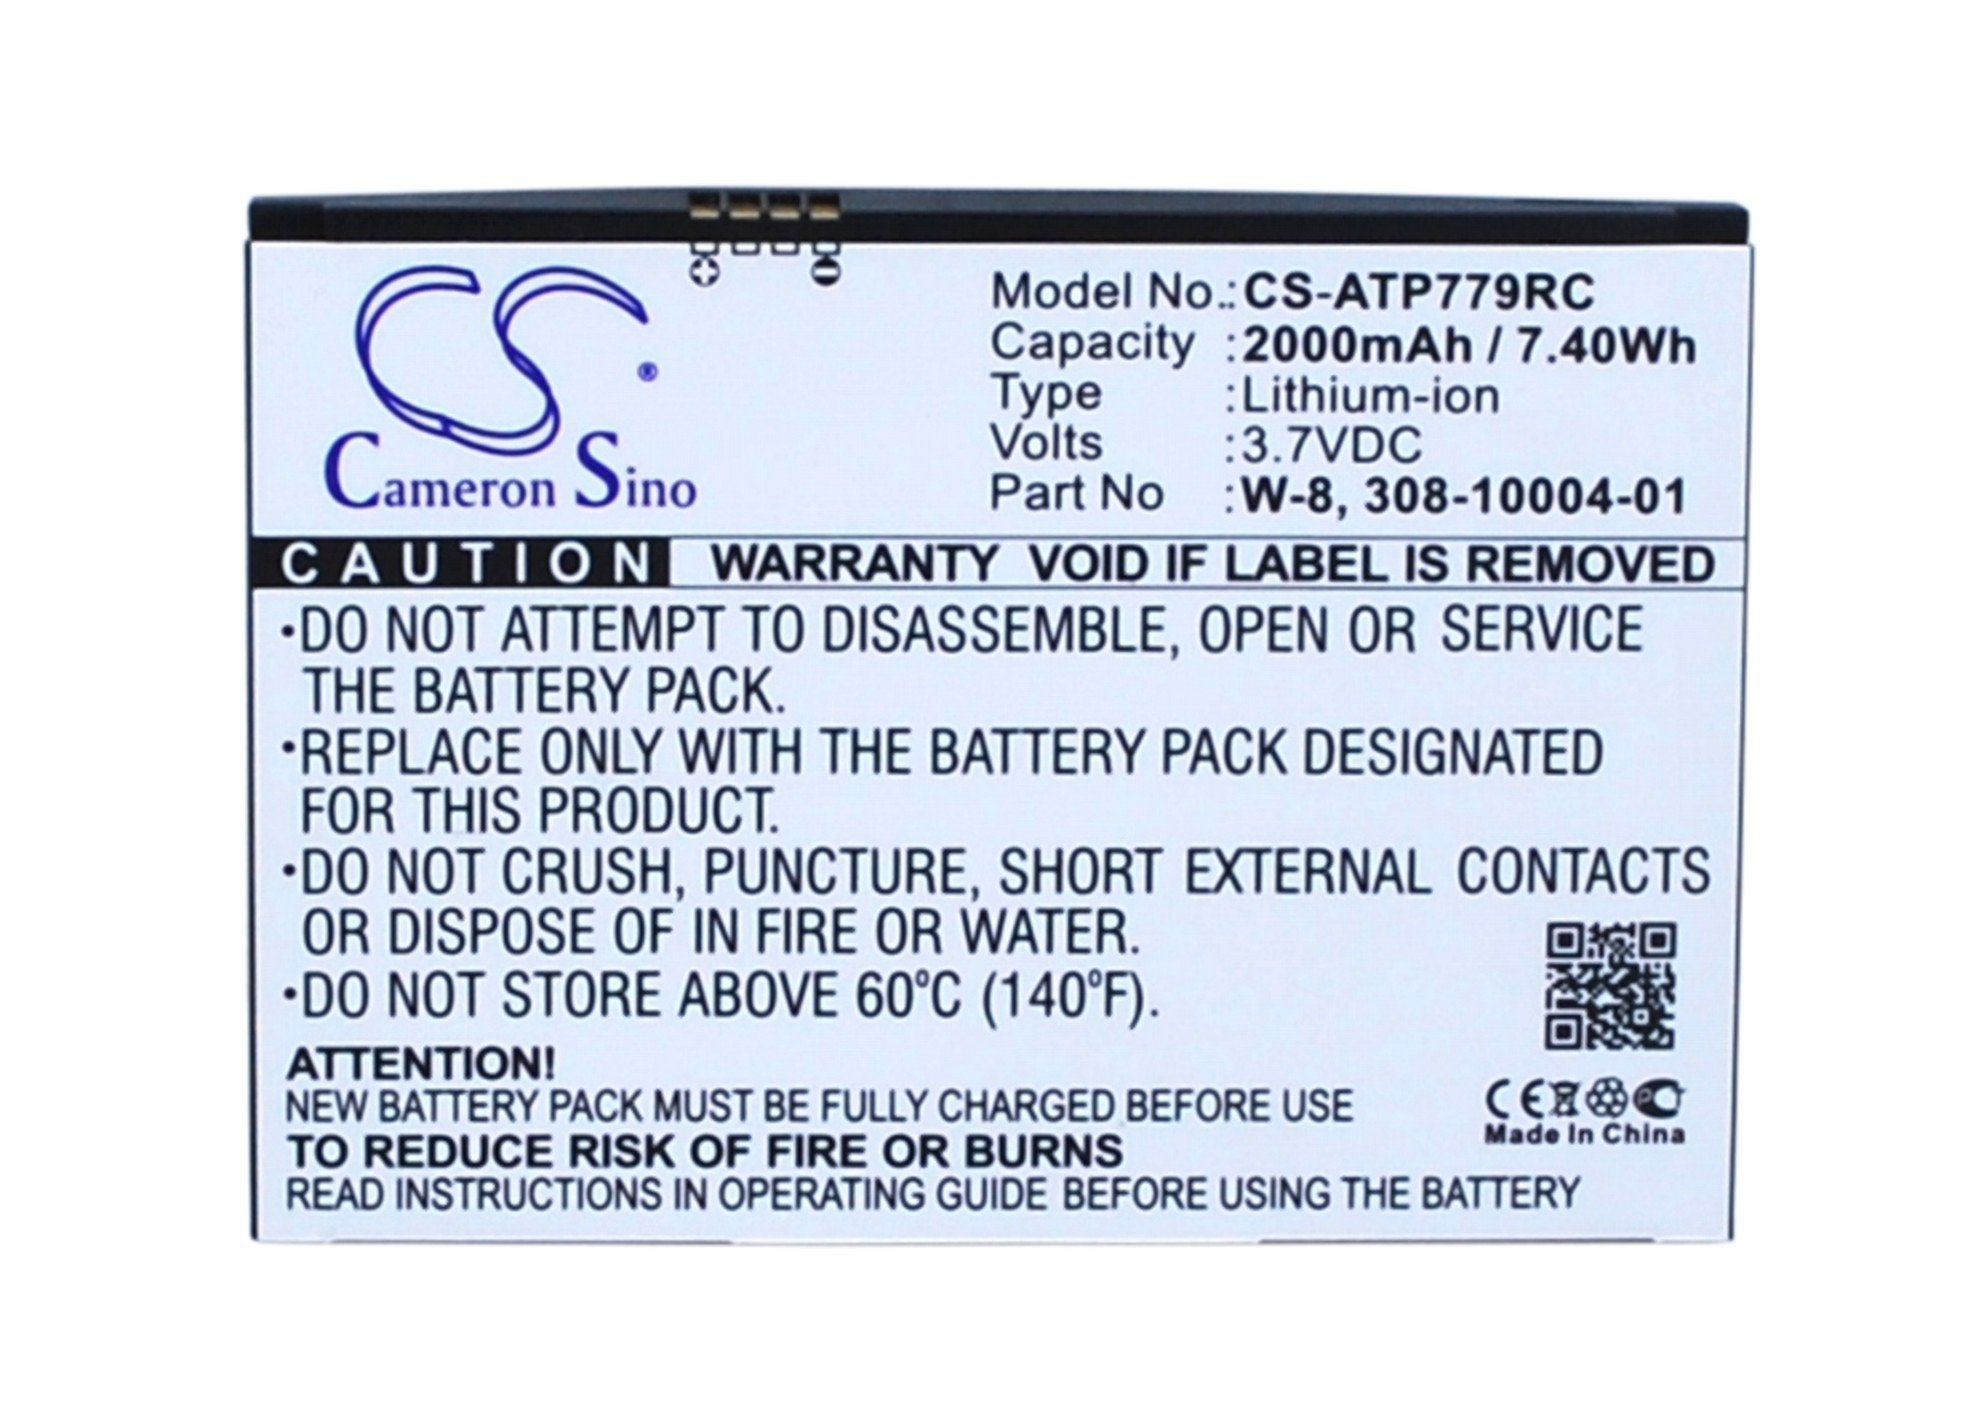 CS®
Cameron Sino
Model No.:CS-ATP779RC
Capacity :2000mAh / 7.40Wh
Type :Lithium-ion
Volts :3.7VDC
Part No :W-8, 308-10004-01
CAUTION WARRANTY VOID IF LABEL IS REMOVED
•DO NOT ATTEMPT TO DISASSEMBLE, OPEN OR SERVICE
THE BATTERY PACK.
•REPLACE ONLY WITH THE BATTERY PACK DESIGNATED
FOR THIS PRODUCT.
•DO NOT CRUSH, PUNCTURE, SHORT EXTERNAL CONTACTS
OR DISPOSE OF IN FIRE OR WATER.
•DO NOT STORE ABOVE 60°C (140°F).
ATTENTION!
NEW BATTERY PACK MUST BE FULLY CHARGED BEFORE USE
TO REDUCE RISK OF FIRE OR BURNS
READ INSTRUCTIONS IN OPERATING GUIDE BEFORE USING THE BATTERY
CE
Made In China